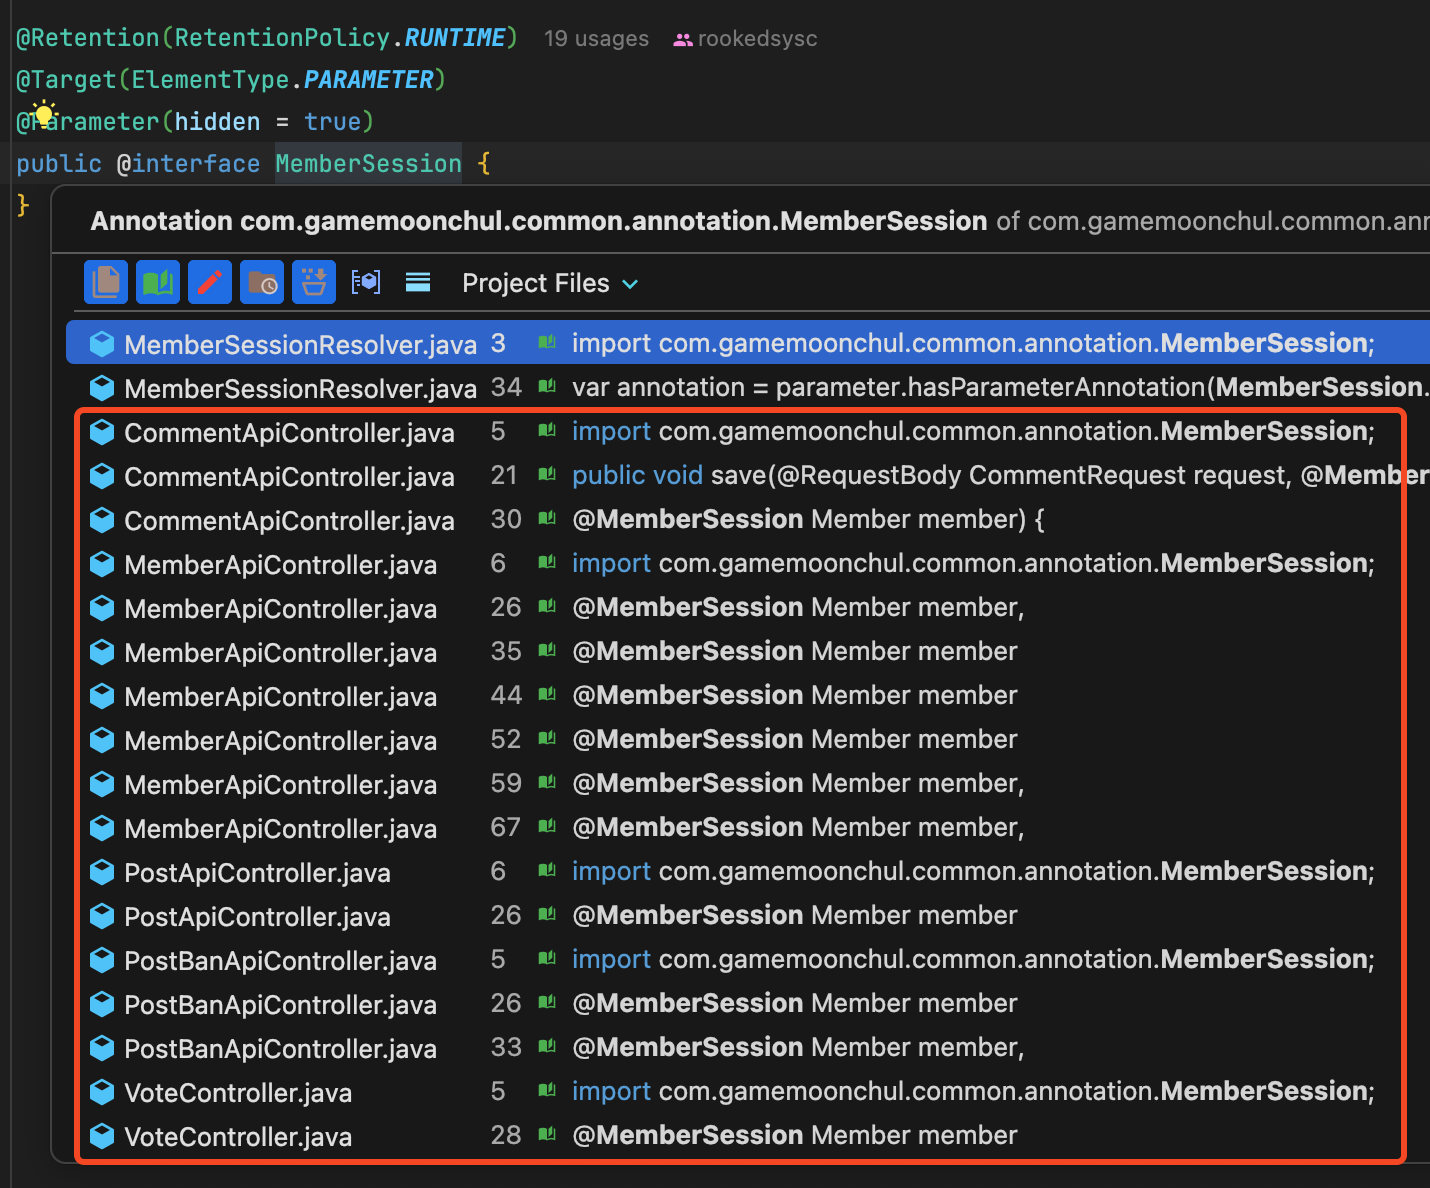 @Retention(RetentionPolicy.RUNTIME) 19 usages rookedsysc
@Target(ElementType.PARAMETER)
@Parameter(hidden = true)
public @interface MemberSession {
}
Annotation com.gamemoonchul.common.annotation.MemberSession of com.gamemoonchul.common.ann
Project Files
MemberSessionResolver.java 3 import com.gamemoonchul.common.annotation.MemberSession;
MemberSessionResolver.java 34 var annotation = parameter.hasParameterAnnotation(MemberSession.
CommentApiController.java 5 import com.gamemoonchul.common.annotation.MemberSession;
CommentApiController.java 21 public void save(@RequestBody CommentRequest request, @Member
CommentApiController.java 30 @MemberSession Member member) {
MemberApiController.java 6 import com.gamemoonchul.common.annotation.MemberSession;
MemberApiController.java 26 @MemberSession Member member,
MemberApiController.java 35 @MemberSession Member member
MemberApiController.java 44 @MemberSession Member member
MemberApiController.java 52 @MemberSession Member member
MemberApiController.java 59 @MemberSession Member member,
MemberApiController.java 67 @MemberSession Member member,
PostApiController.java 6 import com.gamemoonchul.common.annotation.MemberSession;
PostApiController.java 26 @MemberSession Member member
PostBanApiController.java 5 import com.gamemoonchul.common.annotation.MemberSession;
PostBanApiController.java 26 @MemberSession Member member
PostBanApiController.java 33 @MemberSession Member member,
VoteController.java 5 import com.gamemoonchul.common.annotation.MemberSession;
VoteController.java 28 @MemberSession Member member